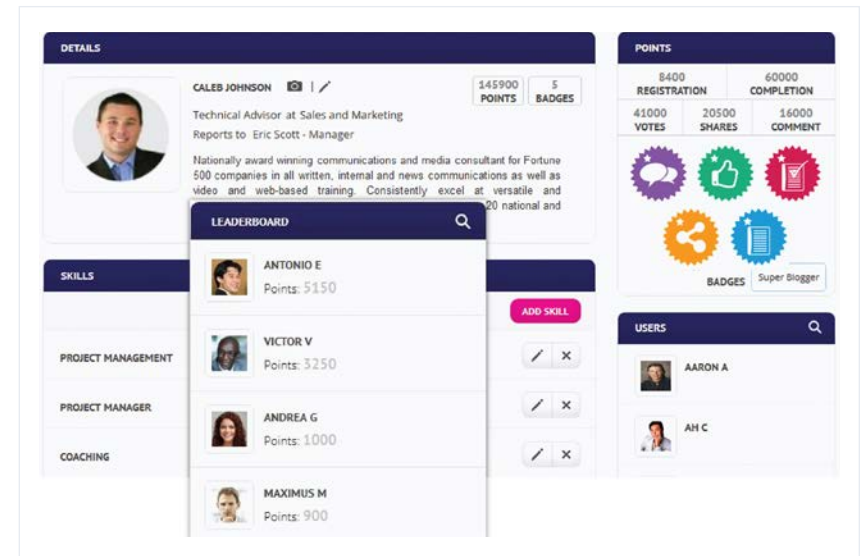 DETAILS
CALEB JOHNSON
145900 POINTS
5 BADGES
Technical Advisor at Sales and Marketing
Reports to Eric Scott - Manager
Nationally award winning communications and media consultant for Fortune
500 companies in all written, internal and news communications as well as
video and web-based training. Consistently excel at versatile and
20 national and
SKILLS
ADD SKILL
PROJECT MANAGEMENT
PROJECT MANAGER
COACHING
LEADERBOARD
ANTONIO E
Points: 5150
VICTOR V
Points: 3250
ANDREA G
Points: 1000
MAXIMUS M
Points: 900
POINTS
8400 60000
REGISTRATION COMPLETION
41000 20500 16000
VOTES SHARES COMMENT
BADGES Super Blogger
USERS
AARON A
AH C